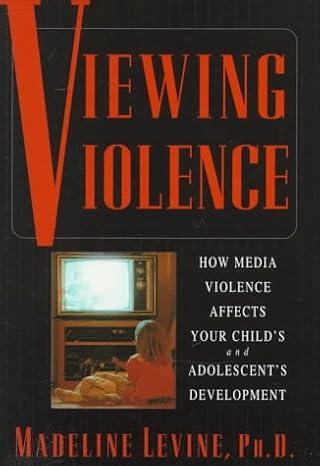 VIEWING
VIOLENCE
HOW MEDIA
VIOLENCE
AFFECTS
YOUR CHILD'S
and
ADOLESCENT'S
DEVELOPMENT
MADELINE LEVINE, PH.D.